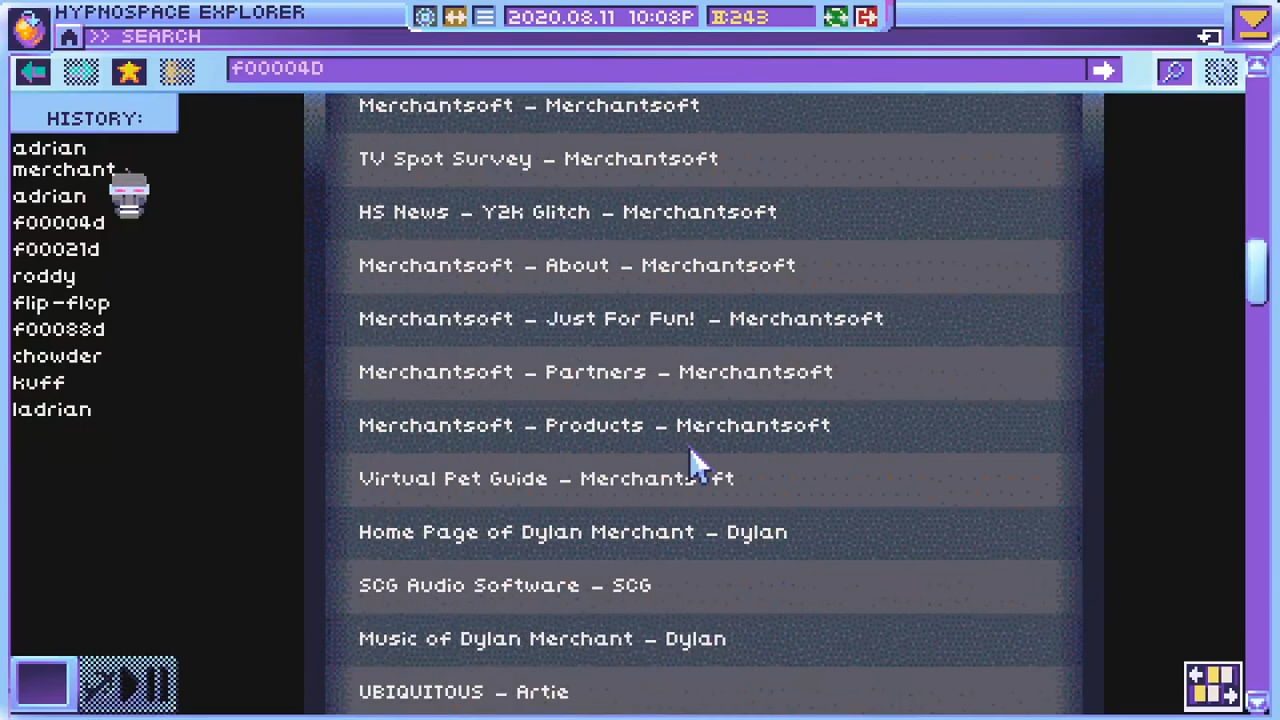 HYPNOSPACE EXPLORER
2020.08.11 10:08P
243
>> SEARCH
f00004D
HISTORY:
adrian
merchant
adrian
f00004d
f00021d
roddy
flip-flop
f00088d
chowder
kuff
ladrian
Merchantsoft - Merchantsoft
TV Spot Survey - Merchantsoft
HS News - Y2k Glitch - Merchantsoft
Merchantsoft - About - Merchantsoft
Merchantsoft - Just For Fun! - Merchantsoft
Merchantsoft - Partners - Merchantsoft
Merchantsoft - Products - Merchantsoft
Virtual Pet Guide - Merchantsoft
Home Page of Dylan Merchant - Dylan
SCG Audio Software - SCG
Music of Dylan Merchant - Dylan
UBIQUITOUS - Artie